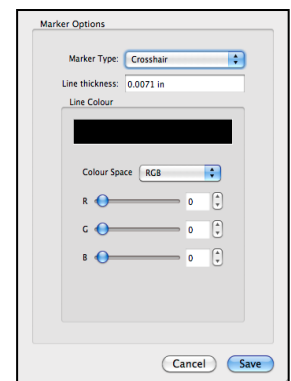 Marker Options
Marker Type: Crosshair
Line thickness: 0.0071 in
Line Colour
Colour Space RGB
R 0
G 0
B 0
Cancel Save